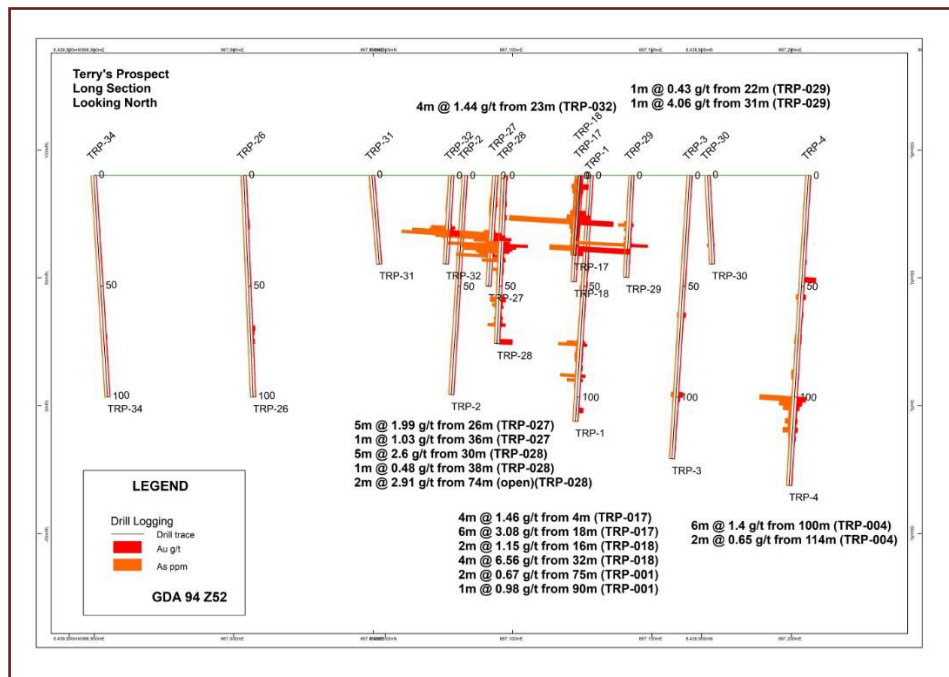 Terry's Prospect
Long Section
Looking North
1m @ 0.43 g/t from 22m (TRP-029)
1m @ 4.06 g/t from 31m (TRP-029)
4m @ 1.44 g/t from 23m (TRP-032)
TRP-34
TRP-26
TRP-31
TRP-32
TRP-2
TRP-27
TRP-28
TRP-18
TRP-17
TRP-1
TRP-29
TRP-3
TRP-30
TRP-4
0 0 0 0 0 0 0 0 0 0 0 0
TRP-31
TRP-32
TRP-17
TRP-29
TRP-30
50 50 50 50 50 50 50
TRP-27
TRP-18
TRP-28
100 100 100 100 100
TRP-34
TRP-26
TRP-2
TRP-1
TRP-3
TRP-4
5m @ 1.99 g/t from 26m (TRP-027)
1m @ 1.03 g/t from 36m (TRP-027
5m @ 2.6 g/t from 30m (TRP-028)
1m @ 0.48 g/t from 38m (TRP-028)
2m @ 2.91 g/t from 74m (open)(TRP-028)
4m @ 1.46 g/t from 4m (TRP-017)
6m @ 3.08 g/t from 18m (TRP-017)
2m @ 1.15 g/t from 16m (TRP-018)
4m @ 6.56 g/t from 32m (TRP-018)
2m @ 0.67 g/t from 75m (TRP-001)
1m @ 0.98 g/t from 90m (TRP-001)
6m @ 1.4 g/t from 100m (TRP-004)
2m @ 0.65 g/t from 114m (TRP-004)
LEGEND
Drill Logging
Drill trace
Au g/t
As ppm
GDA 94 Z52